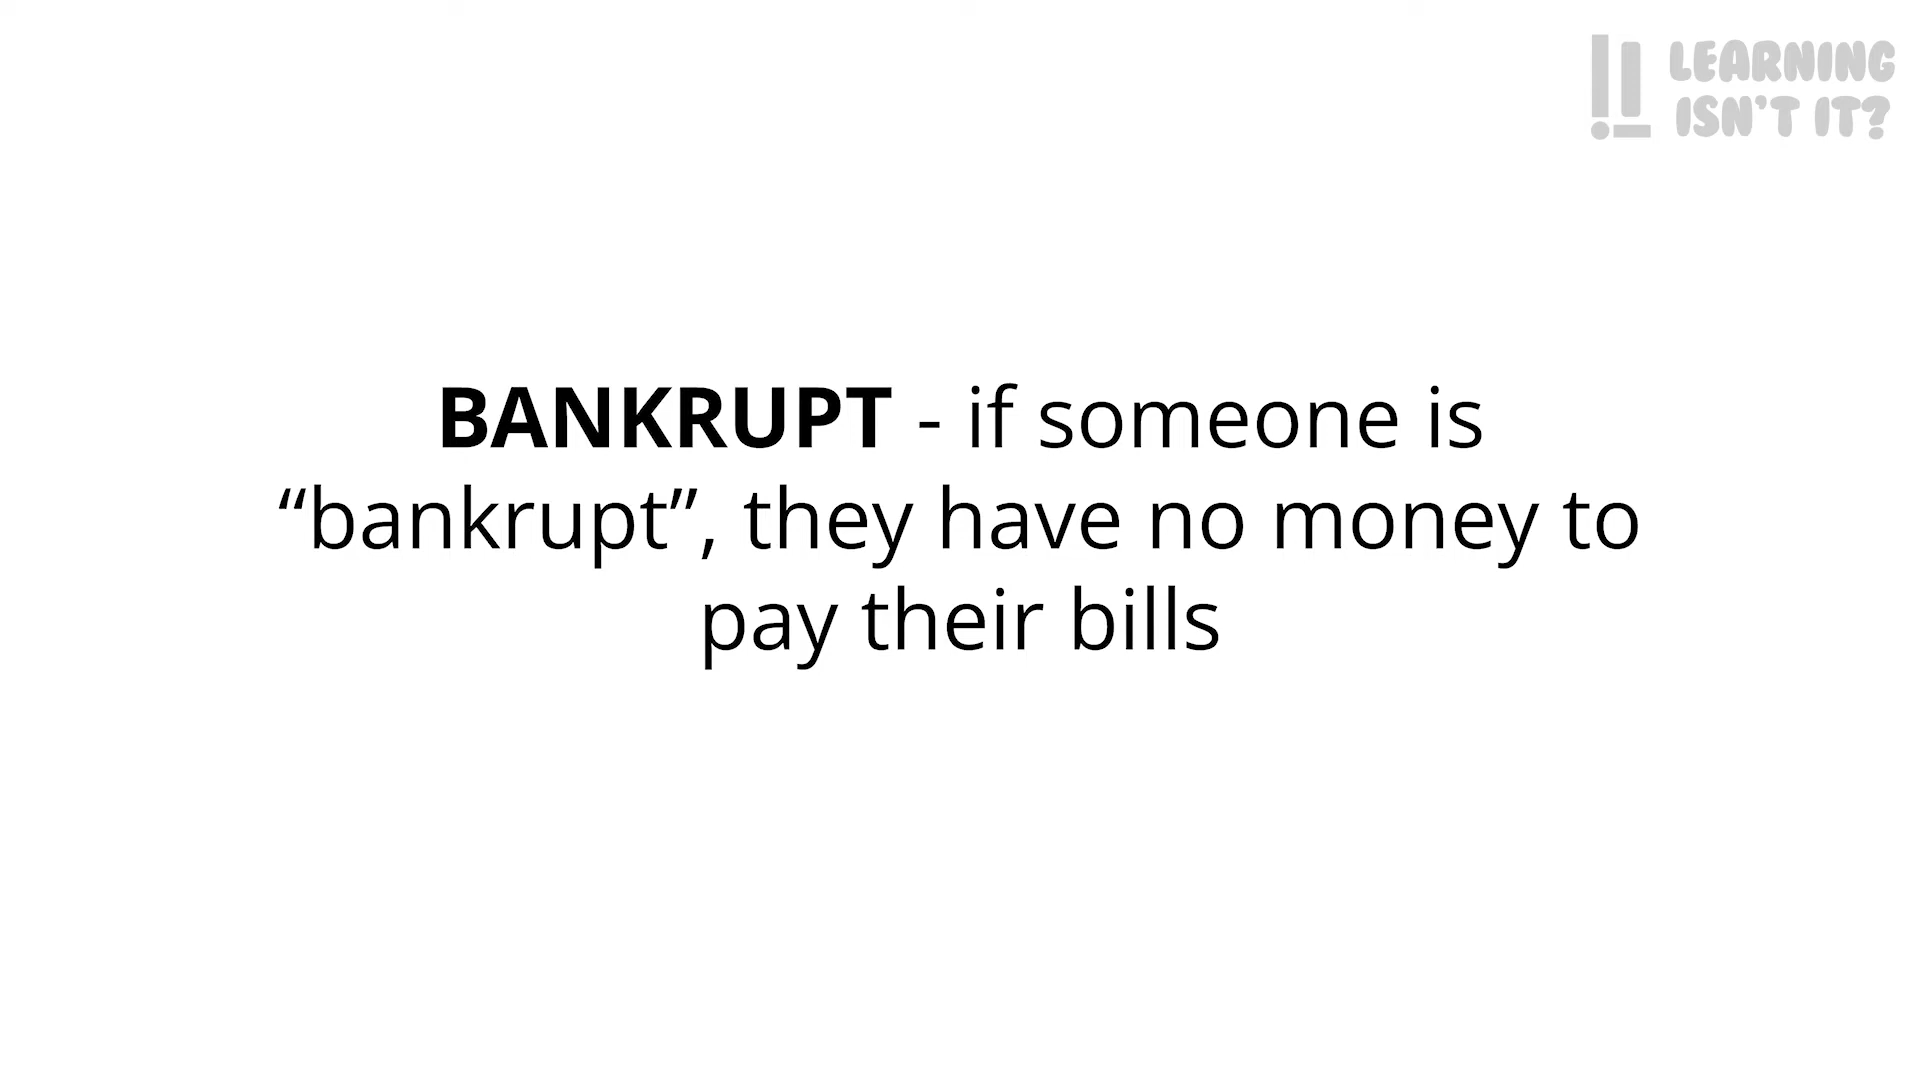 LEARNING
ISN'T IT?
BANKRUPT - if someone is
“bankrupt”, they have no money to
pay their bills